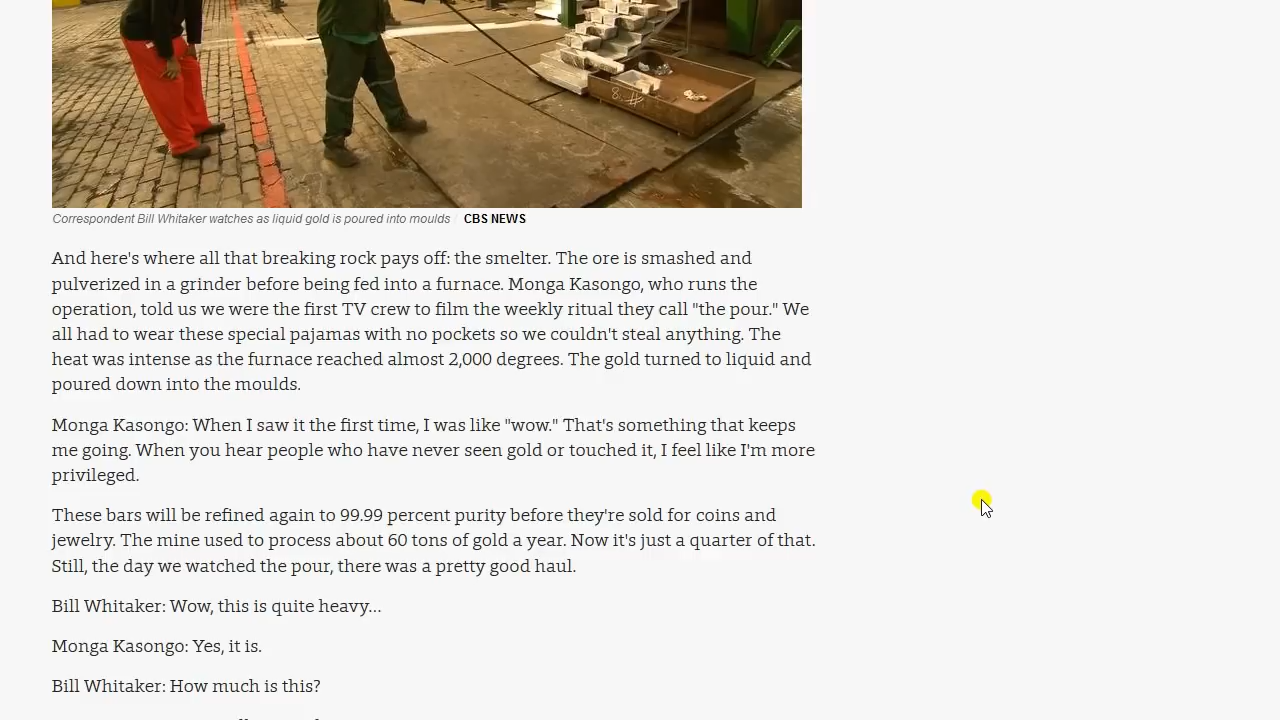 Correspondent Bill Whitaker watches as liquid gold is poured into moulds / CBS NEWS
And here's where all that breaking rock pays off: the smelter. The ore is smashed and
pulverized in a grinder before being fed into a furnace. Monga Kasongo, who runs the
operation, told us we were the first TV crew to film the weekly ritual they call "the pour." We
all had to wear these special pajamas with no pockets so we couldn't steal anything. The
heat was intense as the furnace reached almost 2,000 degrees. The gold turned to liquid and
poured down into the moulds.
Monga Kasongo: When I saw it the first time, I was like "wow." That's something that keeps
me going. When you hear people who have never seen gold or touched it, I feel like I'm more
privileged.
These bars will be refined again to 99.99 percent purity before they're sold for coins and
jewelry. The mine used to process about 60 tons of gold a year. Now it's just a quarter of that.
Still, the day we watched the pour, there was a pretty good haul.
Bill Whitaker: Wow, this is quite heavy...
Monga Kasongo: Yes, it is.
Bill Whitaker: How much is this?